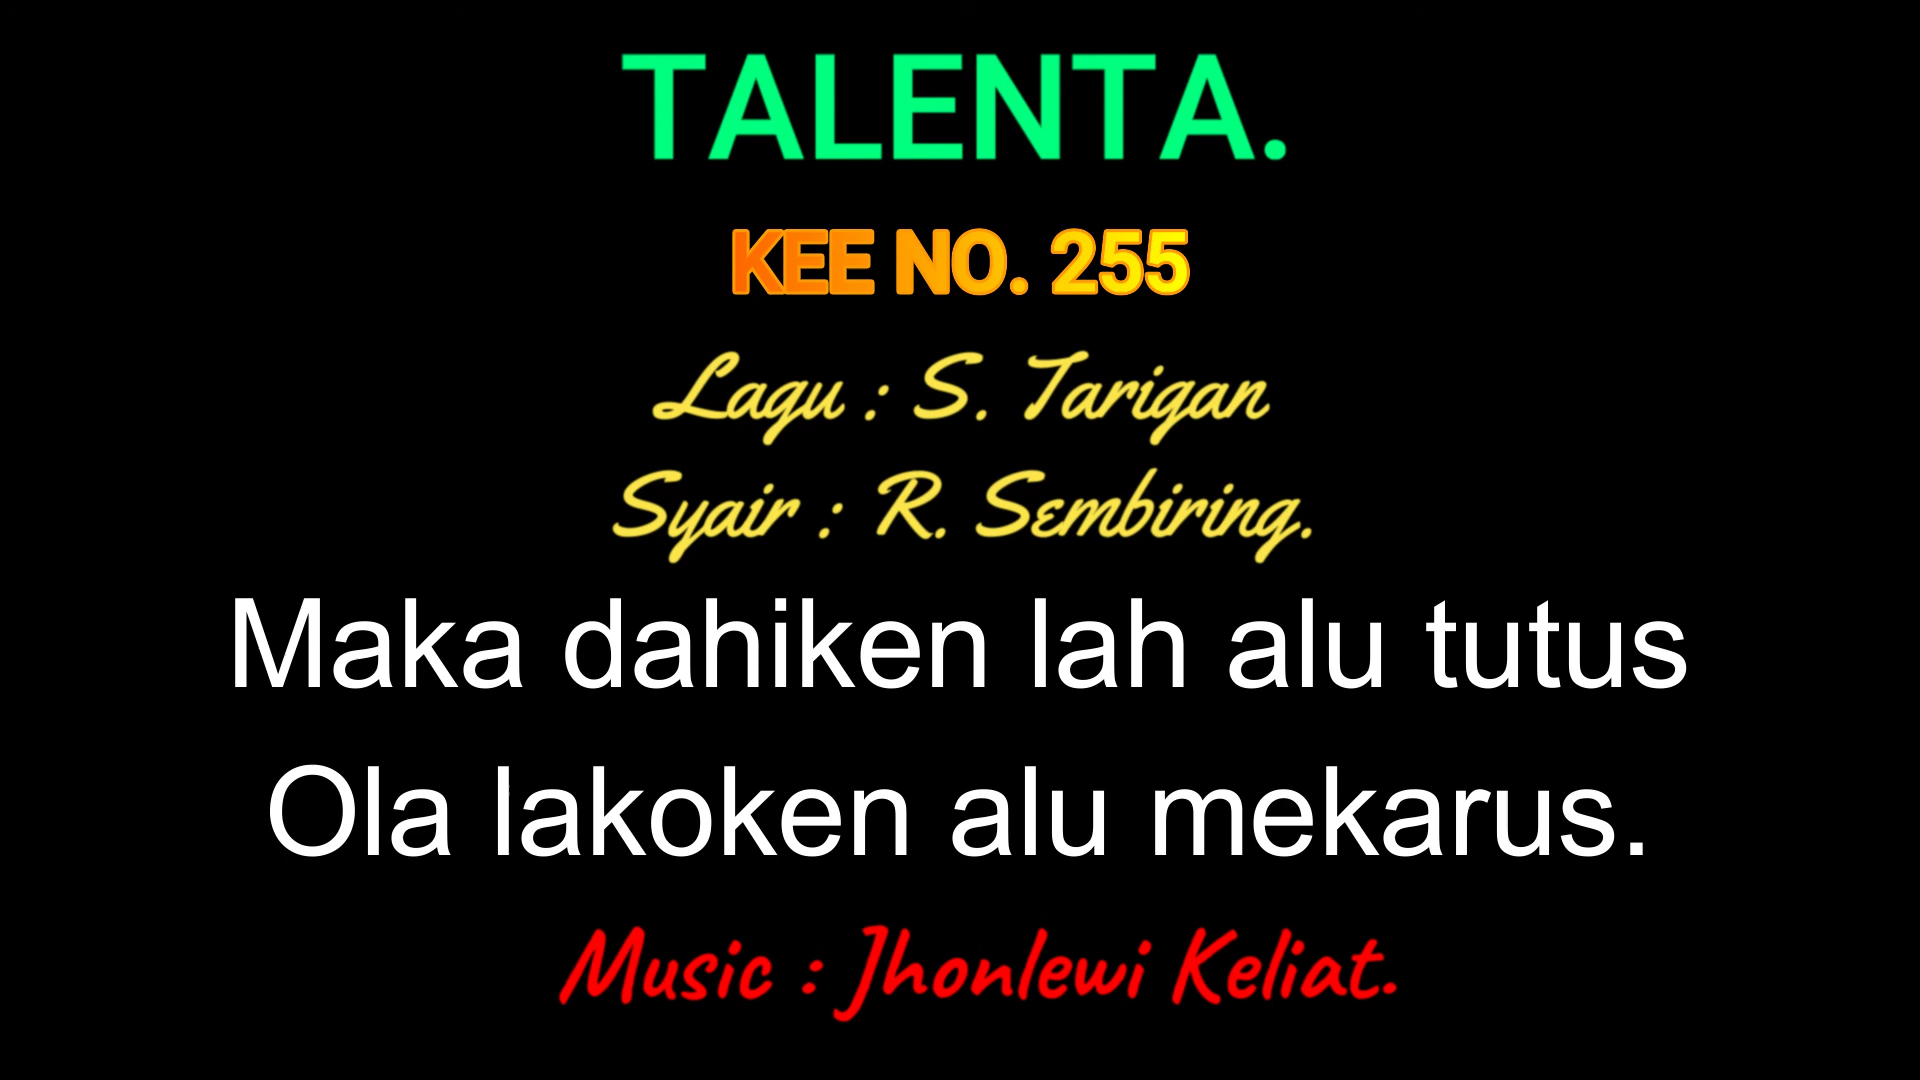 TALENTA.
KEE NO. 255
Lagu : S. Tarigan
Syair : R. Sembiring.
Maka dahiken lah alu tutus
Ola lakoken alu mekarus.
Music : Jhonlewi Keliat.